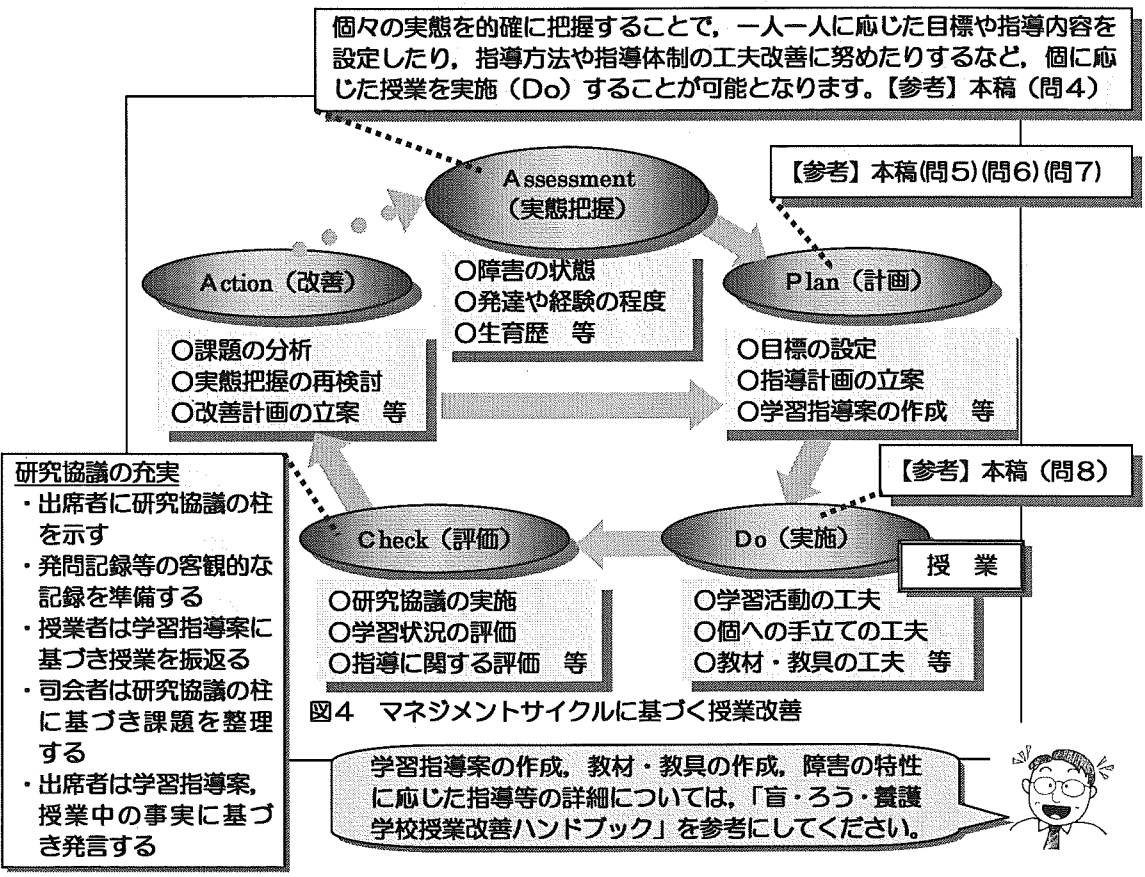 個々の実態を的確に把握することで，一人一人に応じた目標や指導内容を
設定したり，指導方法や指導体制の工夫改善に努めたりするなど，個に応
じた授業を実施（Do）することが可能となります。【参考】本稿（問4）
Assessment
（実態把握）
○障害の状態
○発達や経験の程度
○生育歴　等
【参考】本稿(問5)(問6)(問7)
Plan（計画）
○目標の設定
○指導計画の立案
○学習指導案の作成　等
Action（改善）
○課題の分析
○実態把握の再検討
○改善計画の立案　等
【参考】本稿（問8）
Do（実施）
授　業
○学習活動の工夫
○個への手立ての工夫
○教材・教具の工夫　等
Check（評価）
○研究協議の実施
○学習状況の評価
○指導に関する評価　等
研究協議の充実
・出席者に研究協議の柱
を示す
・発問記録等の客観的な
記録を準備する
・授業者は学習指導案に
基づき授業を振返る
・司会者は研究協議の柱
に基づき課題を整理
する
・出席者は学習指導案，
授業中の事実に基づ
き発言する
図4　マネジメントサイクルに基づく授業改善
学習指導案の作成，教材・教具の作成，障害の特性
に応じた指導等の詳細については，「盲・ろう・養護
学校授業改善ハンドブック」を参考にしてください。